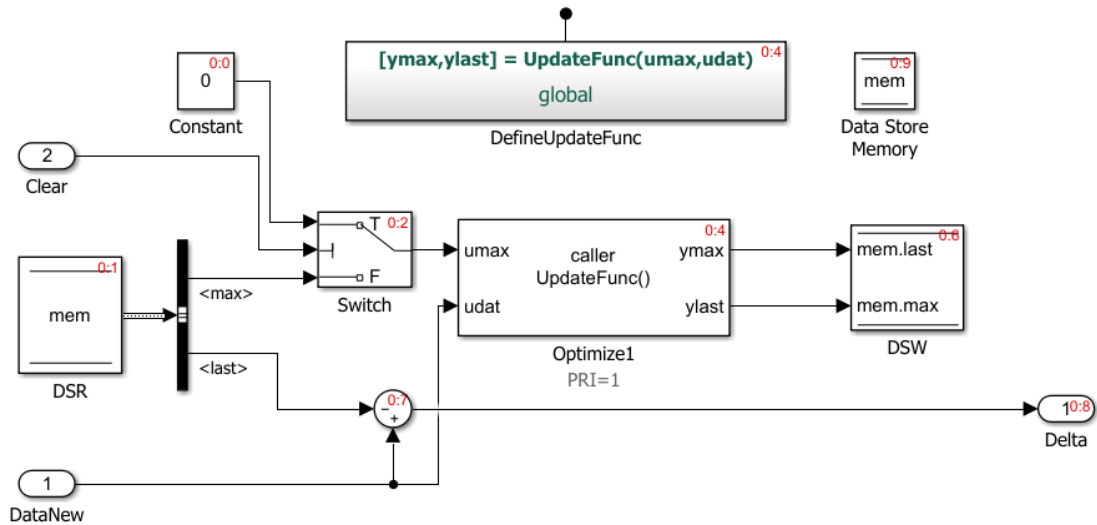 [ymax,ylast] = UpdateFunc(umax,udat)
0:4
global
DefineUpdateFunc
0:0
0
Constant
0:9
mem
Data Store
Memory
2
Clear
T
0:2
F
Switch
0:1
mem
DSR
<max>
<last>
0:4
umax
udat
caller
UpdateFunc()
ymax
ylast
Optimize1
PRI=1
0:6
mem.last
mem.max
DSW
0:7
−
+
1
0:8
Delta
1
DataNew